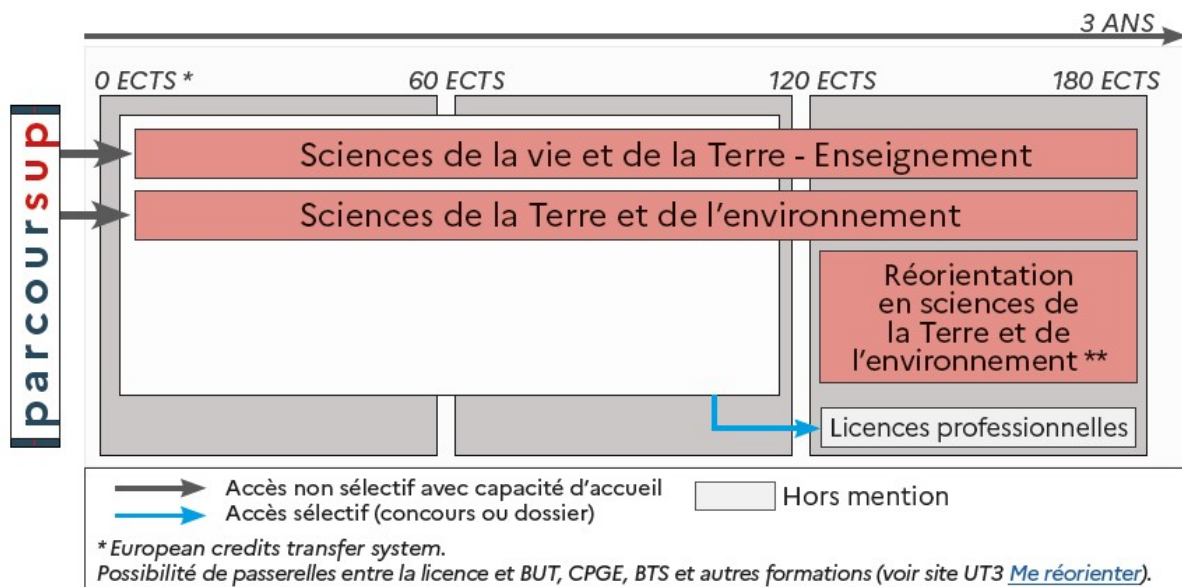 3 ANS
0 ECTS *
60 ECTS
120 ECTS
180 ECTS
parcoursup
Sciences de la vie et de la Terre - Enseignement
Sciences de la Terre et de l'environnement
Réorientation
en sciences de
la Terre et de
l'environnement **
Licences professionnelles
Accès non sélectif avec capacité d'accueil
Hors mention
Accès sélectif (concours ou dossier)
* European credits transfer system.
Possibilité de passerelles entre la licence et BUT, CPGE, BTS et autres formations (voir site UT3 Me réorienter).